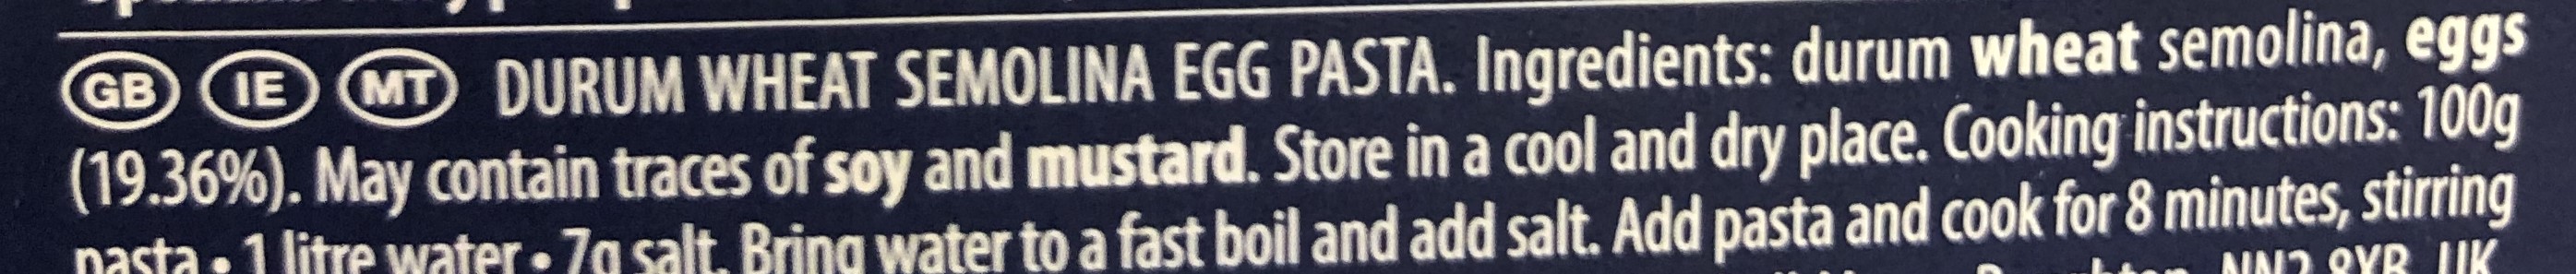 GB IE MT DURUM WHEAT SEMOLINA EGG PASTA. Ingredients: durum wheat semolina, eggs
(19.36%). May contain traces of soy and mustard. Store in a cool and dry place. Cooking instructions: 100g
pasta • 1 litre water • 7g salt. Bring water to a fast boil and add salt. Add pasta and cook for 8 minutes, stirring
UK